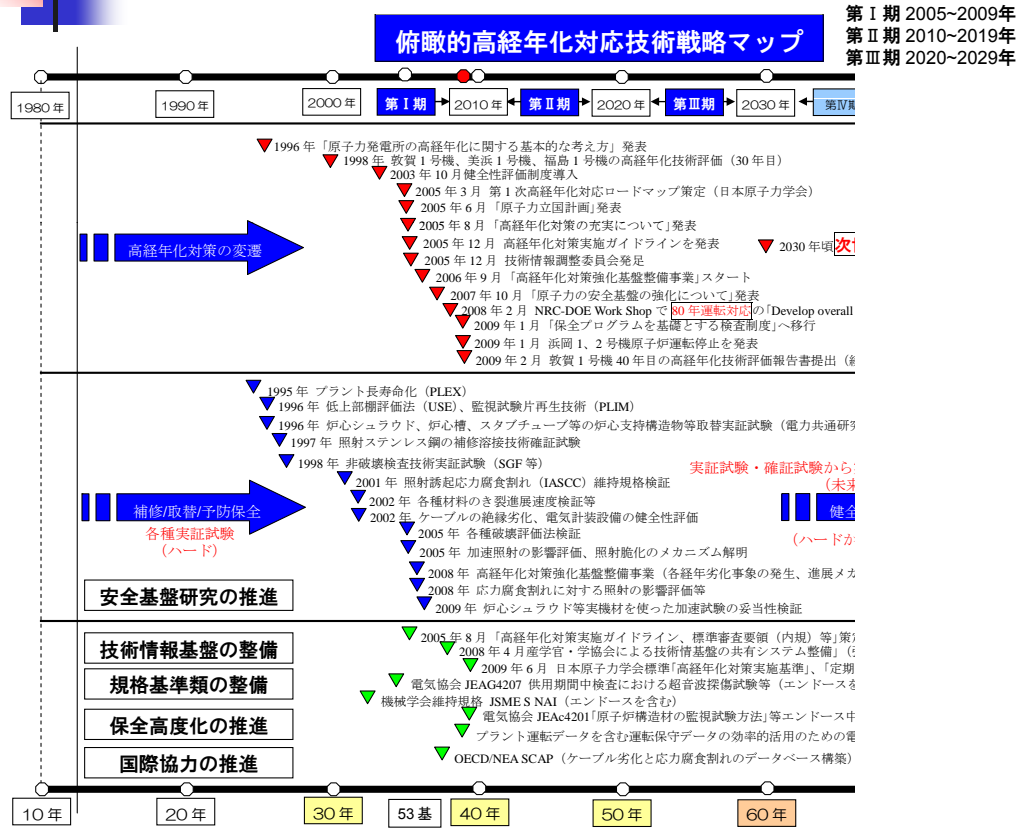 第Ⅰ期 2005~2009年
第Ⅱ期 2010~2019年
第Ⅲ期 2020~2029年
俯瞰的高経年化対応技術戦略マップ
1980年
1990年
2000年
第Ⅰ期
2010年
第Ⅱ期
2020年
第Ⅲ期
2030年
第Ⅳ期
1996年「原子力発電所の高経年化に関する基本的な考え方」発表
1998年 敦賀1号機、美浜1号機、福島1号機の高経年化技術評価(30年目)
2003年10月健全性評価制度導入
2005年3月 第1次高経年化対応ロードマップ策定(日本原子力学会)
2005年6月「原子力立国計画」発表
2005年8月「高経年化対策の充実について」発表
2005年12月 高経年化対策実施ガイドラインを発表
2030年頃 次世
高経年化対策の変遷
2005年12月 技術情報調整委員会発足
2006年9月「高経年化対策強化基盤整備事業」スタート
2007年10月「原子力の安全基盤の強化について」発表
2008年2月 NRC-DOE Work Shopで80年運転対応の「Develop overall
2009年1月「保全プログラムを基礎とする検査制度」へ移行
2009年1月 浜岡1、2号機原子炉運転停止を発表
2009年2月 敦賀1号機40年目の高経年化技術評価報告書提出(
1995年 プラント長寿命化(PLEX)
1996年 低上部棚評価法(USE)、監視試験片再生技術(PLIM)
1996年 炉心シュラウド、炉心槽、スタブチューブ等の炉心支持構造物等取替実証試験(電力共通研究
1997年 照射ステンレス鋼の補修溶接技術確証試験
1998年 非破壊検査技術実証試験(SGF等)
実証試験・確証試験から
(未来
2001年 照射誘起応力腐食割れ(IASCC)維持規格検証
2002年 各種材料のき裂進展速度検証等
補修/取替/予防保全
健全
2002年 ケーブルの絶縁劣化、電気計装設備の健全性評価
各種実証試験
(ハード)
2005年 各種破壊評価法検証
(ハードか
2005年 加速照射の影響評価、照射脆化のメカニズム解明
2008年 高経年化対策強化基盤整備事業(各経年劣化事象の発生、進展メカ
2008年 応力腐食割れに対する照射の影響評価等
安全基盤研究の推進
2009年 炉心シュラウド等実機材を使った加速試験の妥当性検証
2005年8月「高経年化対策実施ガイドライン、標準審査要領(内規)等」策定
技術情報基盤の整備
2008年4月産学官・学協会による技術情基盤の共有システム整備」(
2009年6月 日本原子力学会標準「高経年化対策実施基準」、「定期
規格基準類の整備
電気協会 JEAG4207 供用期間中検査における超音波探傷試験等(エンドースを
機械学会維持規格 JSME S NAI(エンドースを含む)
電気協会 JEAc4201「原子炉構造材の監視試験方法」等エンドース中
保全高度化の推進
プラント運転データを含む運転保守データの効率的活用のための電
国際協力の推進
OECD/NEA SCAP(ケーブル劣化と応力腐食割れのデータベース構築)
10年
20年
30年
53基
40年
50年
60年